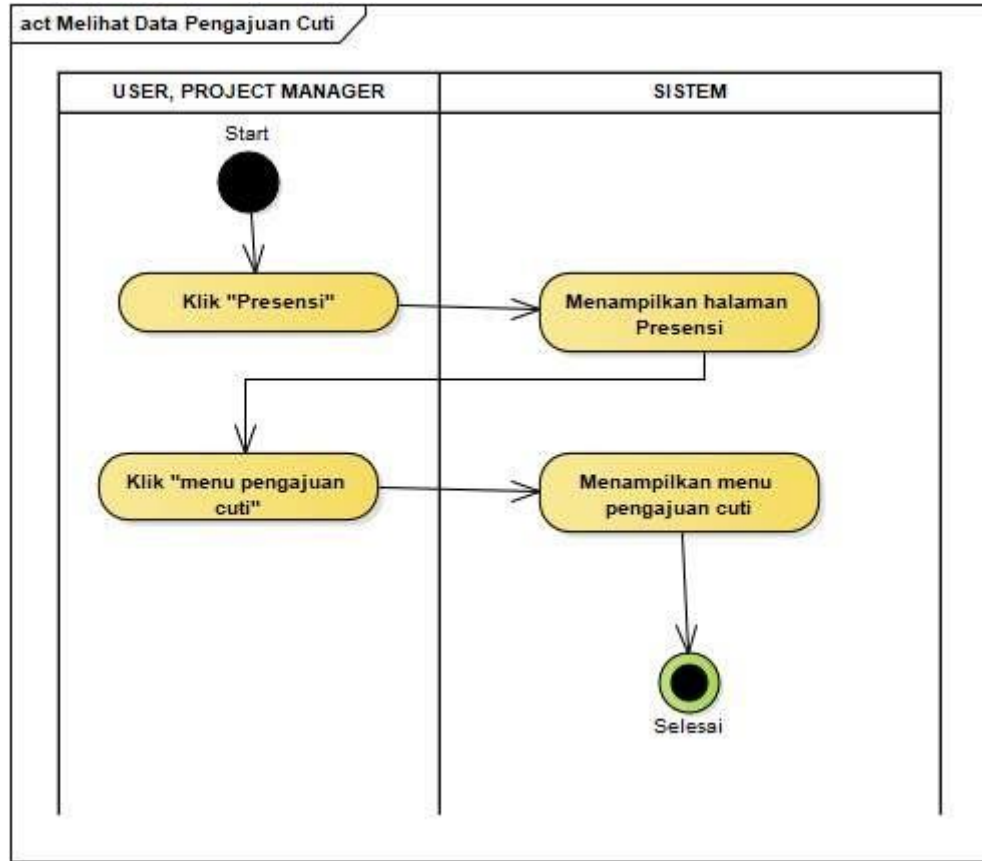 act Melihat Data Pengajuan Cuti
USER, PROJECT MANAGER
SISTEM
Start
Klik "Presensi"
Menampilkan halaman
Presensi
Klik "menu pengajuan
cuti"
Menampilkan menu
pengajuan cuti
Selesai